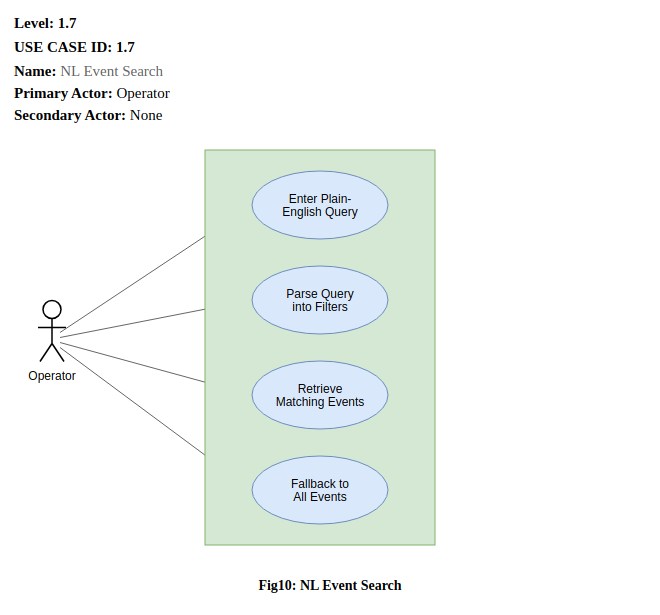 Level: 1.7
USE CASE ID: 1.7
Name: NL Event Search
Primary Actor: Operator
Secondary Actor: None
Enter Plain-
English Query
Parse Query
into Filters
Retrieve
Matching Events
Fallback to
All Events
Operator
Fig10: NL Event Search